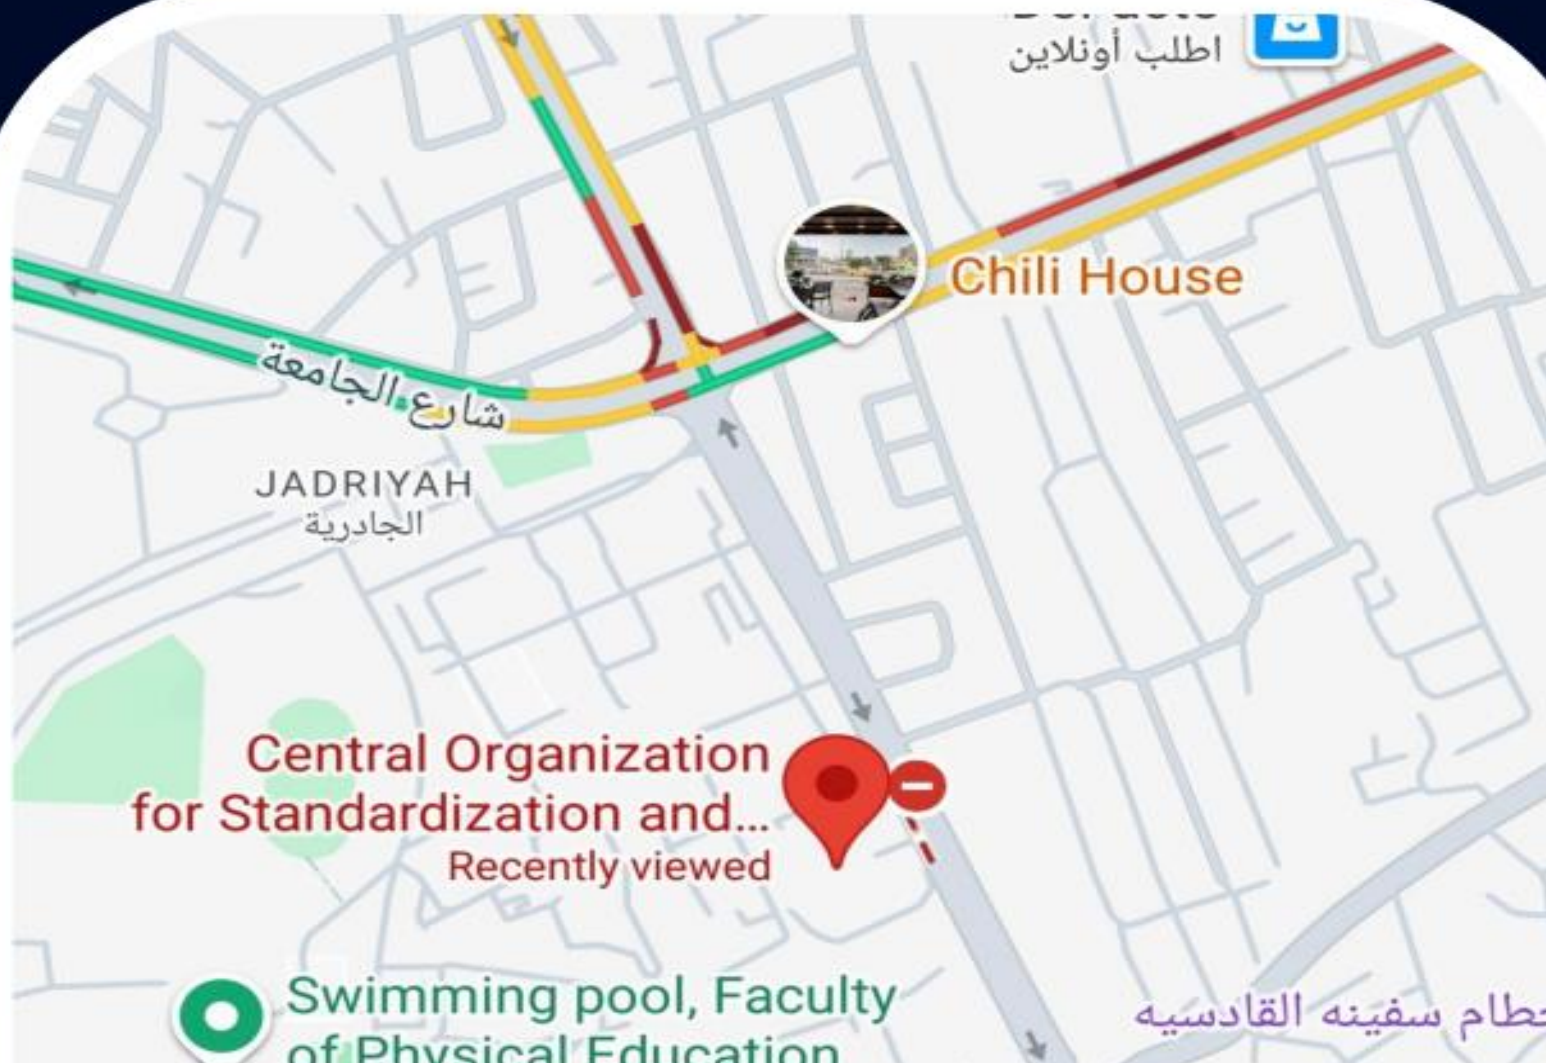 اطلب أونلاين
Chili House
شارع الجامعة
JADRIYAH
الجادرية
Central Organization
for Standardization and...
Recently viewed
Swimming pool, Faculty
of Physical Education
سفينه القادسيه